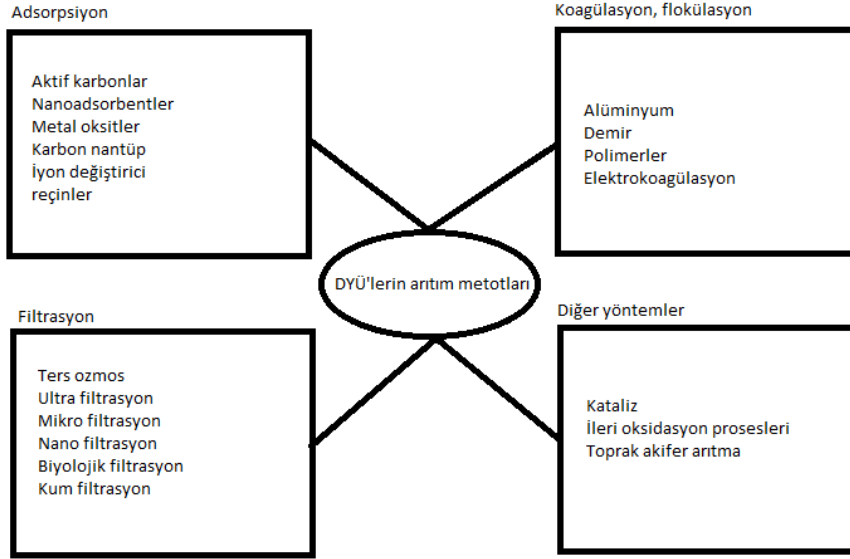 Adsorpsiyon
Aktif karbonlar
Nanoadsorbentler
Metal oksitler
Karbon nantüp
İyon değiştirici
reçinler
Koagülasyon, flokülasyon
Alüminyum
Demir
Polimerler
Elektrokoagülasyon
DYÜ'lerin arıtım metotları
Filtrasyon
Ters ozmos
Ultra filtrasyon
Mikro filtrasyon
Nano filtrasyon
Biyolojik filtrasyon
Kum filtrasyon
Diğer yöntemler
Kataliz
İleri oksidasyon prosesleri
Toprak akifer arıtma